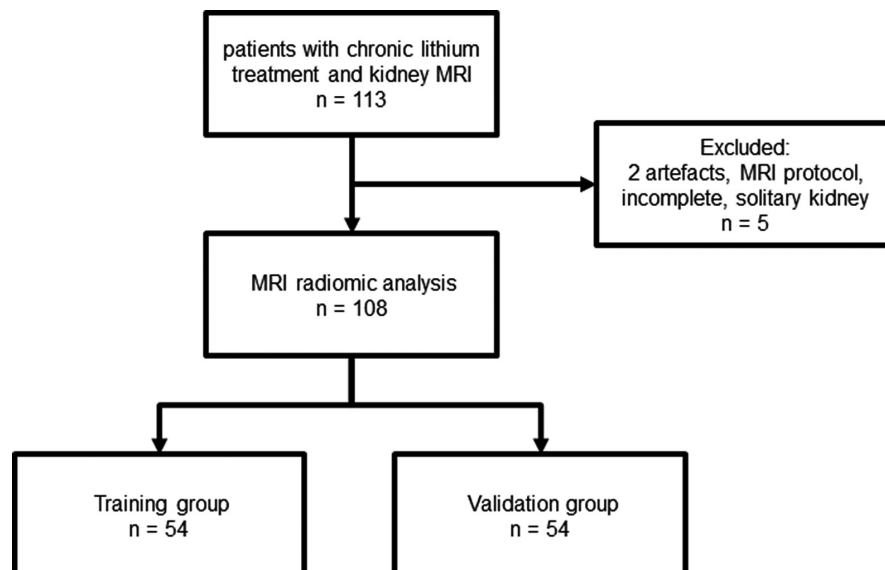 patients with chronic lithium
treatment and kidney MRI
n = 113
Excluded:
2 artefacts, MRI protocol,
incomplete, solitary kidney
n = 5
MRI radiomic analysis
n = 108
Training group
n = 54
Validation group
n = 54